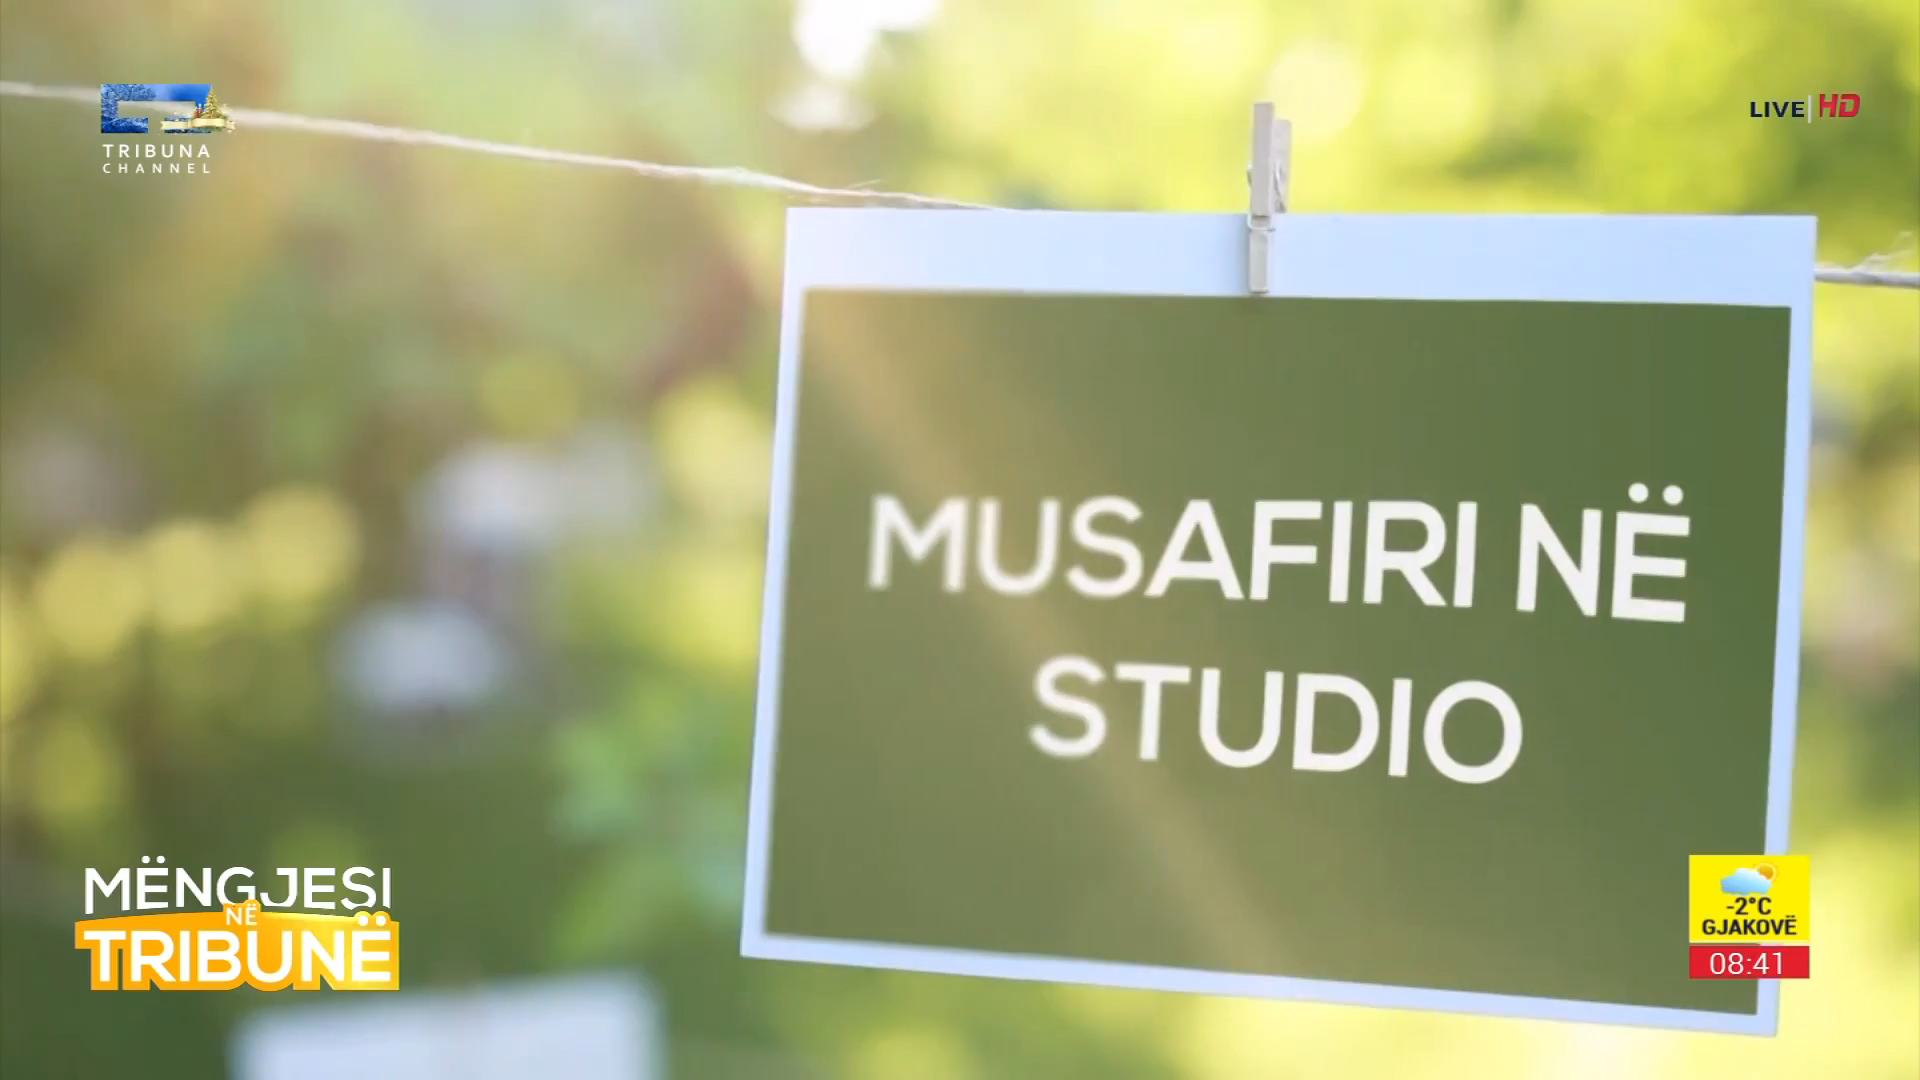 TRIBUNA
CHANNEL
LIVE|HD
MUSAFIRI NË
STUDIO
MËNGJESI
NË
TRIBUNË
-2°C
GJAKOVË
08:41